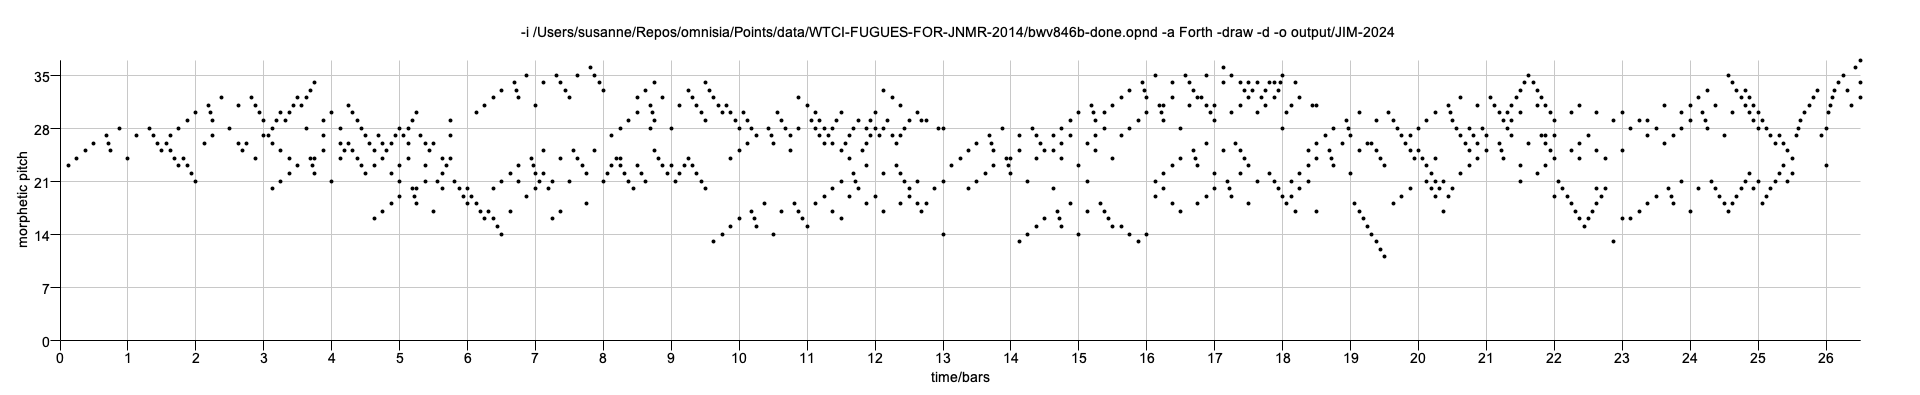 -i /Users/susanne/Repos/omnisia/Points/data/WTCI-FUGUES-FOR-JNMR-2014/bwv846b-done.opnd -a Forth -draw -d -o output/JIM-2024
morphetic pitch
35
28
21
14
7
0
0 1 2 3 4 5 6 7 8 9 10 11 12 13 14 15 16 17 18 19 20 21 22 23 24 25 26
time/bars